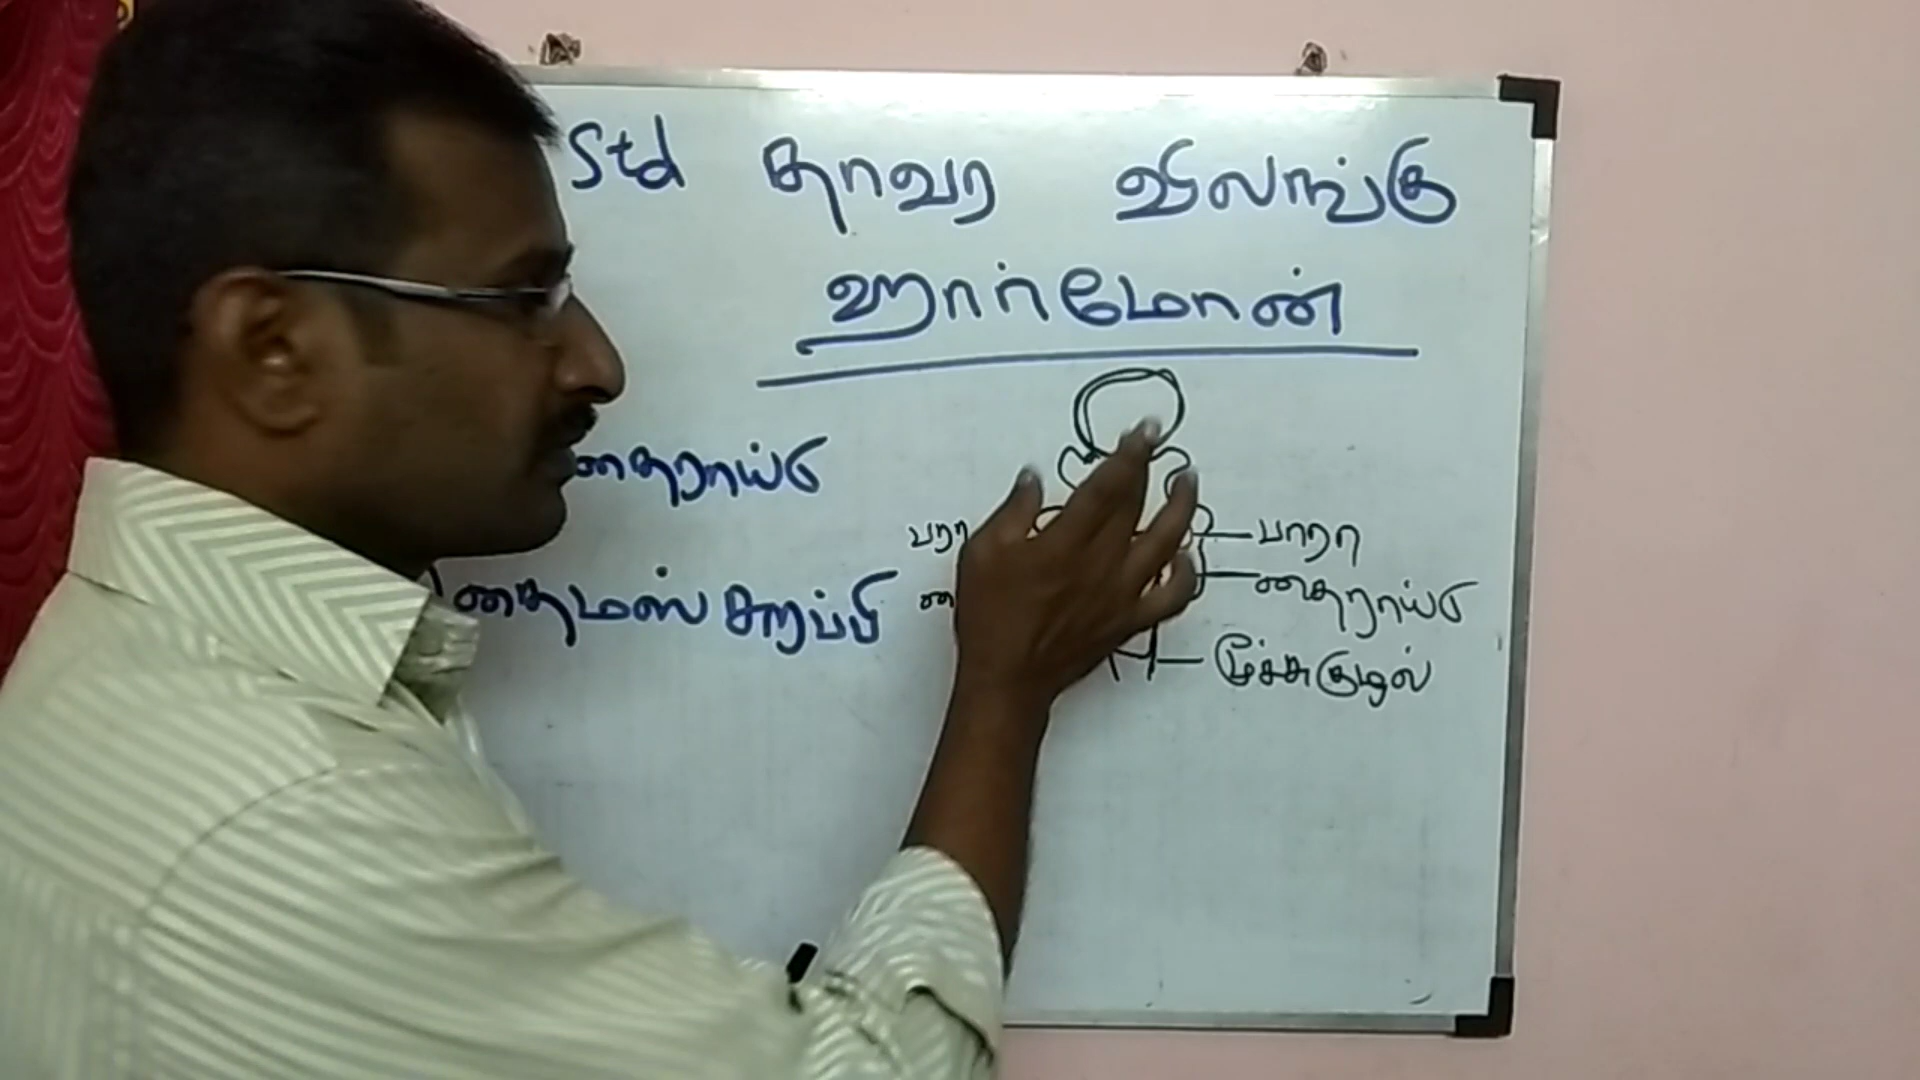 Std தாவர விலங்கு
ஹார்மோன்
தைராய்டு
பாரா
தைராய்டு
தைமஸ் சுரப்பி
மூச்சுகுழல்